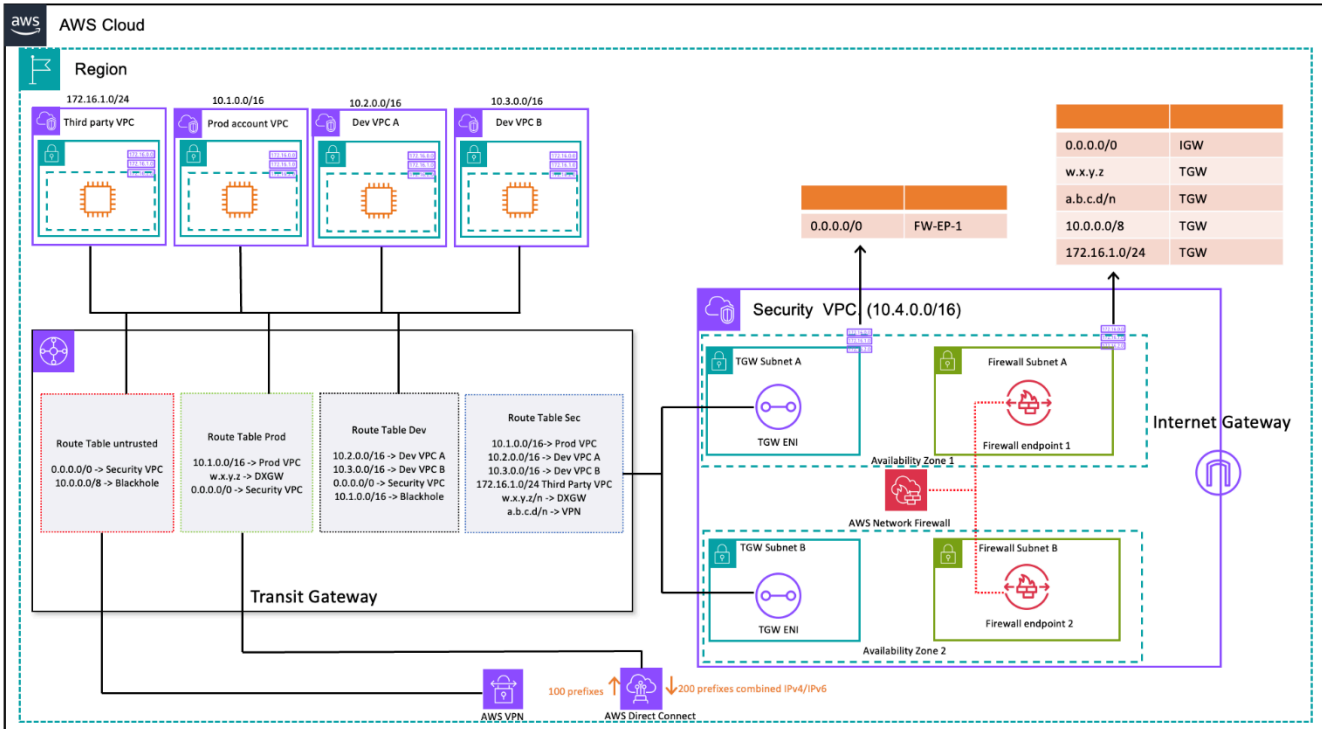 aws
AWS Cloud
Region
172.16.1.0/24
10.1.0.0/16
10.2.0.0/16
10.3.0.0/16
Third party VPC
Prod account VPC
Dev VPC A
Dev VPC B
0.0.0.0/0 IGW
w.x.y.z TGW
a.b.c.d/n TGW
10.0.0.0/8 TGW
172.16.1.0/24 TGW
0.0.0.0/0 FW-EP-1
Route Table untrusted
0.0.0.0/0 -> Security VPC
10.0.0.0/8 -> Blackhole
Route Table Prod
10.1.0.0/16 -> Prod VPC
w.x.y.z -> DXGW
0.0.0.0/0 -> Security VPC
Route Table Dev
10.2.0.0/16 -> Dev VPC A
10.3.0.0/16 -> Dev VPC B
0.0.0.0/0 -> Security VPC
10.1.0.0/16 -> Blackhole
Route Table Sec
10.1.0.0/16-> Prod VPC
10.2.0.0/16 -> Dev VPC A
10.3.0.0/16 -> Dev VPC B
172.16.1.0/24 Third Party VPC
w.x.y.z/n -> DXGW
a.b.c.d/n -> VPN
Transit Gateway
Security VPC (10.4.0.0/16)
TGW Subnet A
TGW ENI
Firewall Subnet A
Firewall endpoint 1
Availability Zone 1
Internet Gateway
AWS Network Firewall
TGW Subnet B
TGW ENI
Firewall Subnet B
Firewall endpoint 2
Availability Zone 2
AWS VPN
100 prefixes
200 prefixes combined IPv4/IPv6
AWS Direct Connect